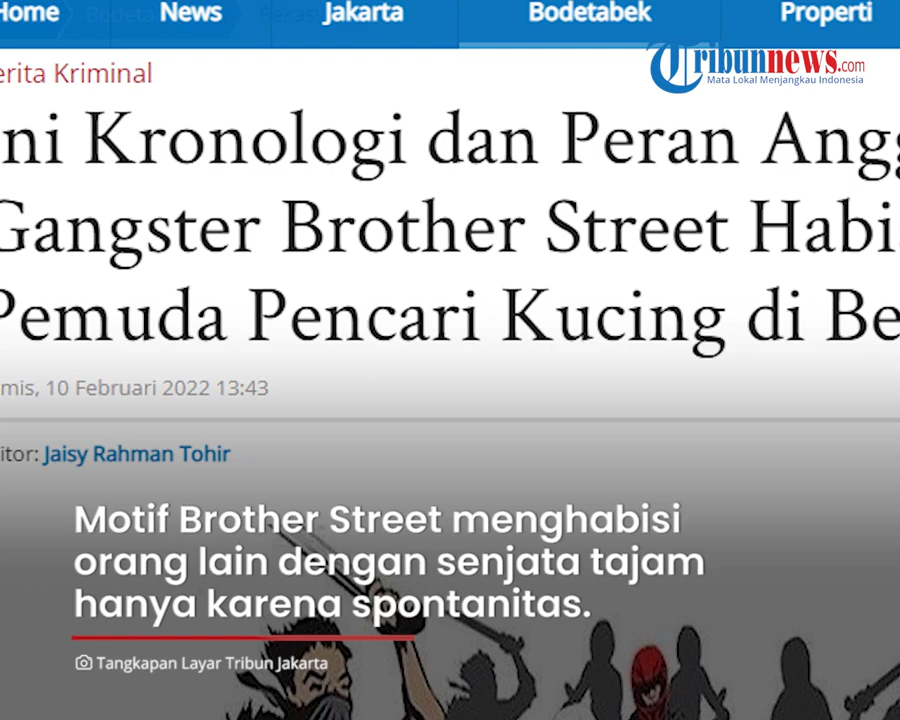 Home News Jakarta Bodetabek Properti
Tribunnews.com
Mata Lokal Menjangkau Indonesia
erita Kriminal
ni Kronologi dan Peran Angg
Gangster Brother Street Habi
Pemuda Pencari Kucing di Be
mis, 10 Februari 2022 13:43
itor: Jaisy Rahman Tohir
Motif Brother Street menghabisi
orang lain dengan senjata tajam
hanya karena spontanitas.
Tangkapan Layar Tribun Jakarta